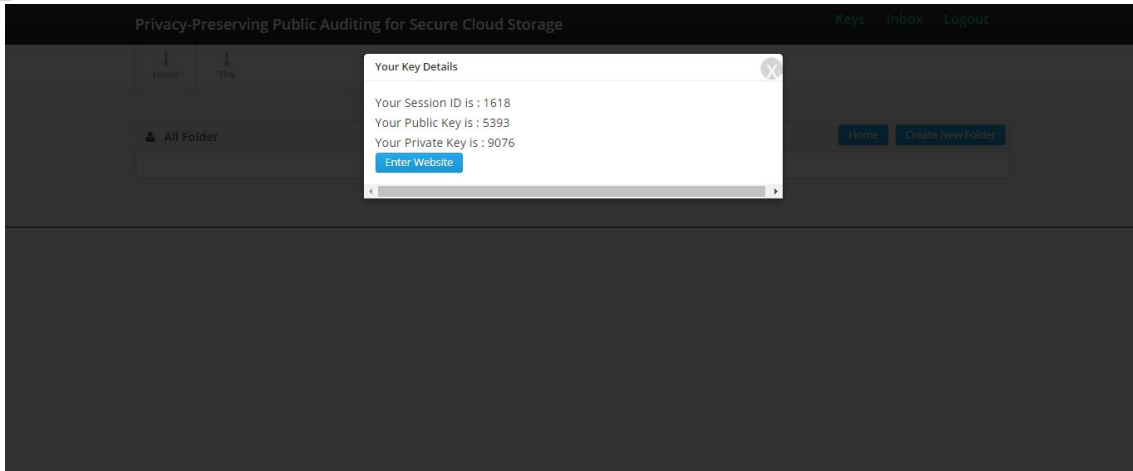 Privacy-Preserving Public Auditing for Secure Cloud Storage
Keys Inbox Logout
Home TPA
Your Key Details
X
Your Session ID is : 1618
Your Public Key is : 5393
Your Private Key is : 9076
Enter Website
All Folder
Home Create New Folder